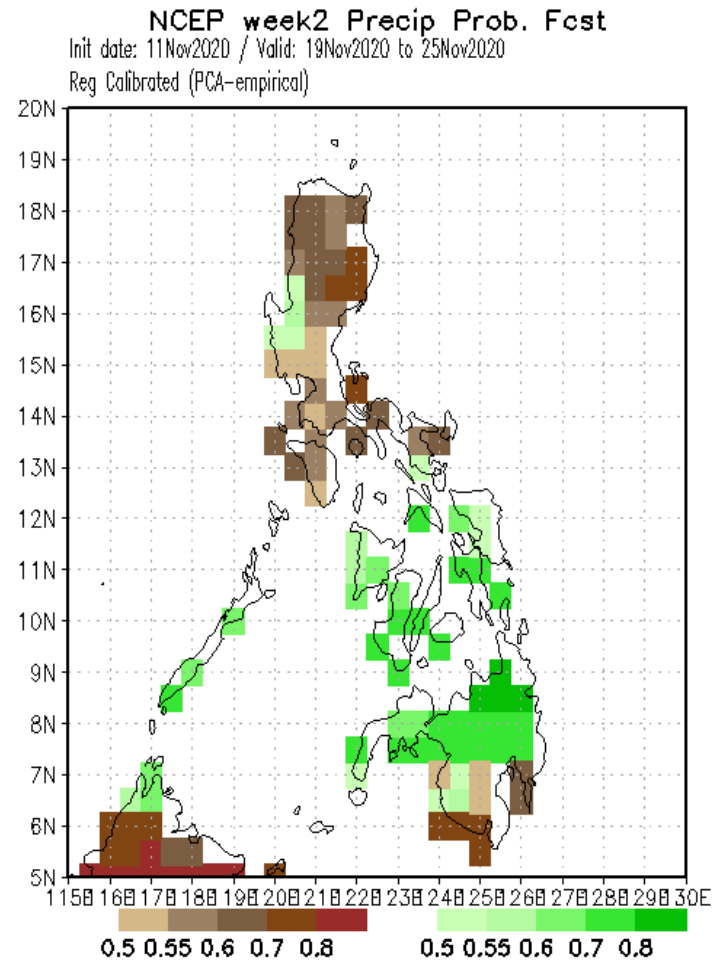 NCEP week2 Precip Prob. Fcst
Init date: 11Nov2020 / Valid: 19Nov2020 to 25Nov2020
Reg Calibrated (PCA-empirical)
20N
19N
18N
17N
16N
15N
14N
13N
12N
11N
10N
9N
8N
7N
6N
5N
115E 116E 117E 118E 119E 120E 121E 122E 123E 124E 125E 126E 127E 128E 129E 130E
0.5 0.55 0.6 0.7 0.8 0.5 0.55 0.6 0.7 0.8